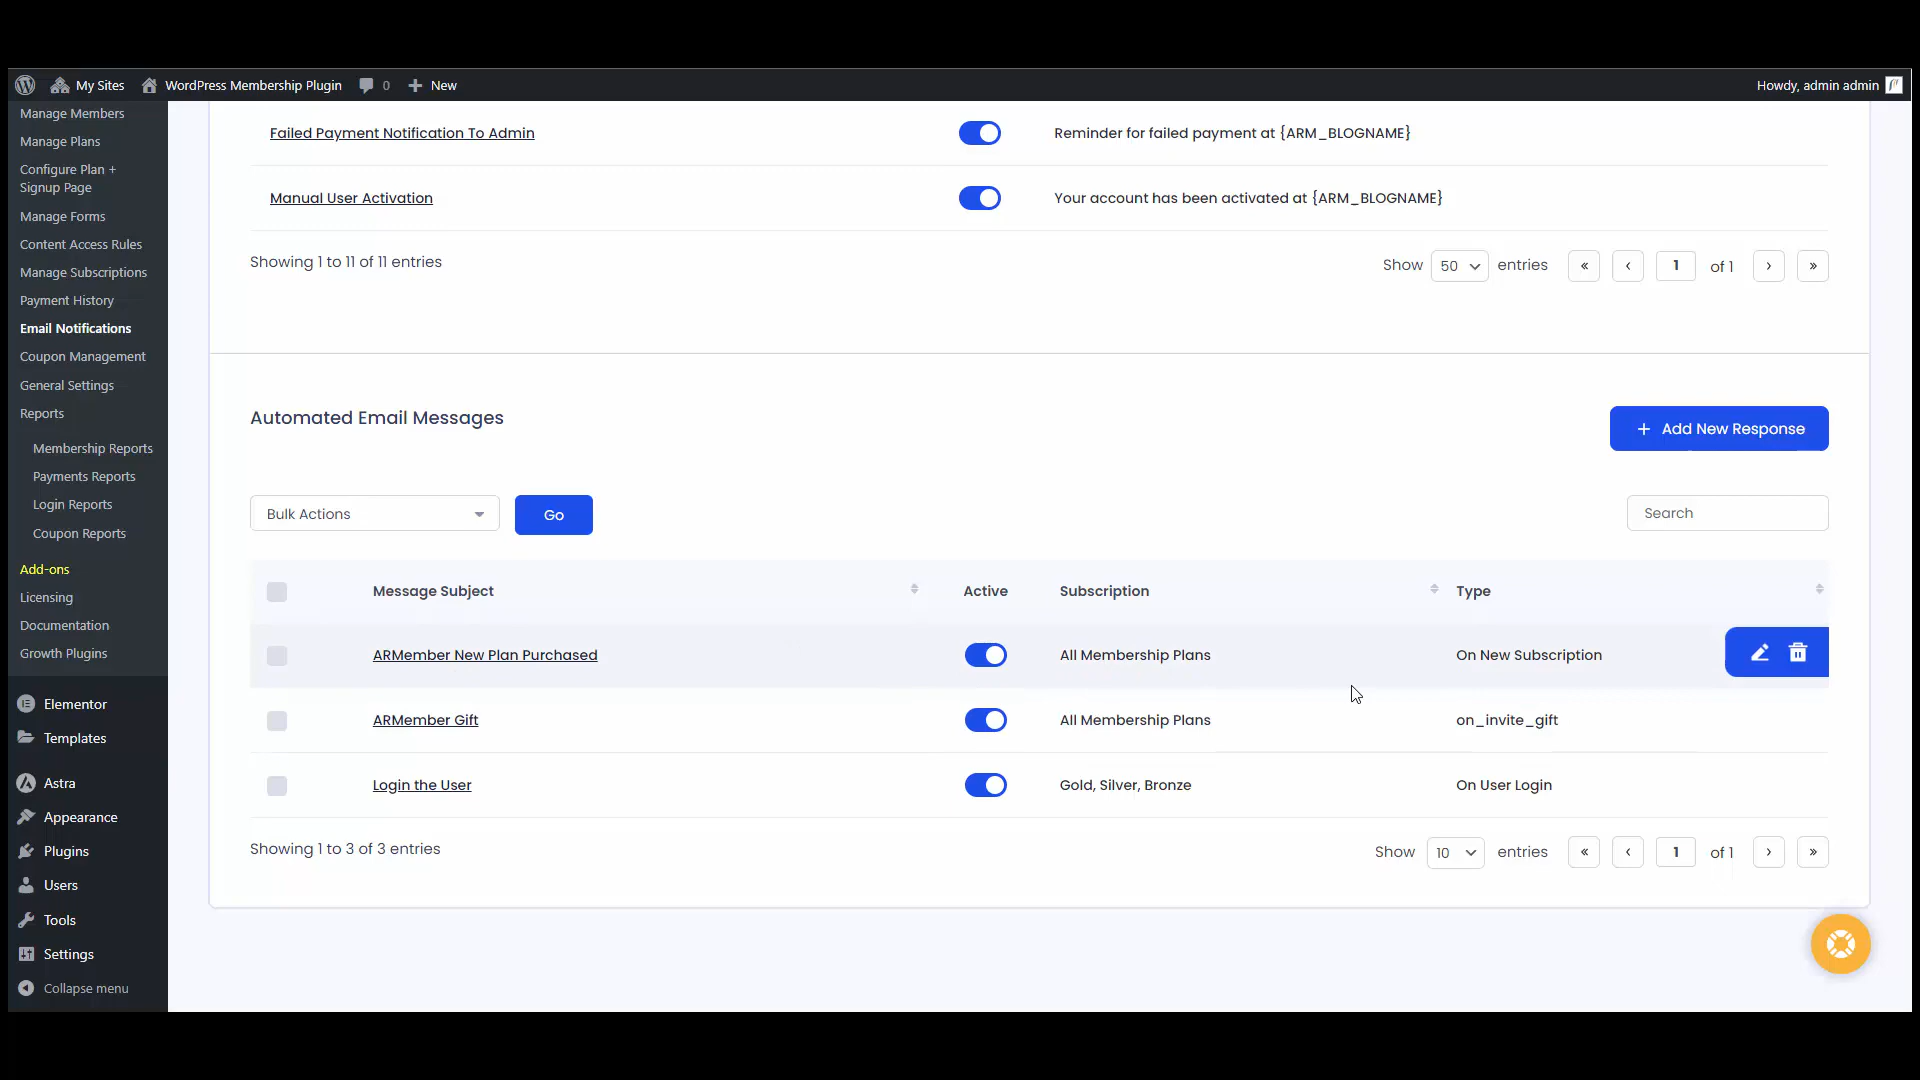 My Sites
WordPress Membership Plugin
0
New
Howdy, admin admin
Manage Members
Manage Plans
Configure Plan +
Signup Page
Manage Forms
Content Access Rules
Manage Subscriptions
Payment History
Email Notifications
Coupon Management
General Settings
Reports
Membership Reports
Payments Reports
Login Reports
Coupon Reports
Add-ons
Licensing
Documentation
Growth Plugins
Elementor
Templates
Astra
Appearance
Plugins
Users
Tools
Settings
Collapse menu
Failed Payment Notification To Admin
Reminder for failed payment at {ARM_BLOGNAME}
Manual User Activation
Your account has been activated at {ARM_BLOGNAME}
Showing 1 to 11 of 11 entries
Show 50 entries « ‹ 1 of 1 › »
Automated Email Messages
+ Add New Response
Bulk Actions
Go
Search
Message Subject Active Subscription Type
ARMember New Plan Purchased All Membership Plans On New Subscription
ARMember Gift All Membership Plans on_invite_gift
Login the User Gold, Silver, Bronze On User Login
Showing 1 to 3 of 3 entries
Show 10 entries « ‹ 1 of 1 › »